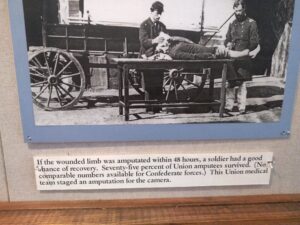 If the wounded limb was amputated within 48 hours, a soldier had a good
chance of recovery. Seventy-five percent of Union amputees survived. (No
comparable numbers available for Confederate forces.) This Union medical
team staged an amputation for the camera.